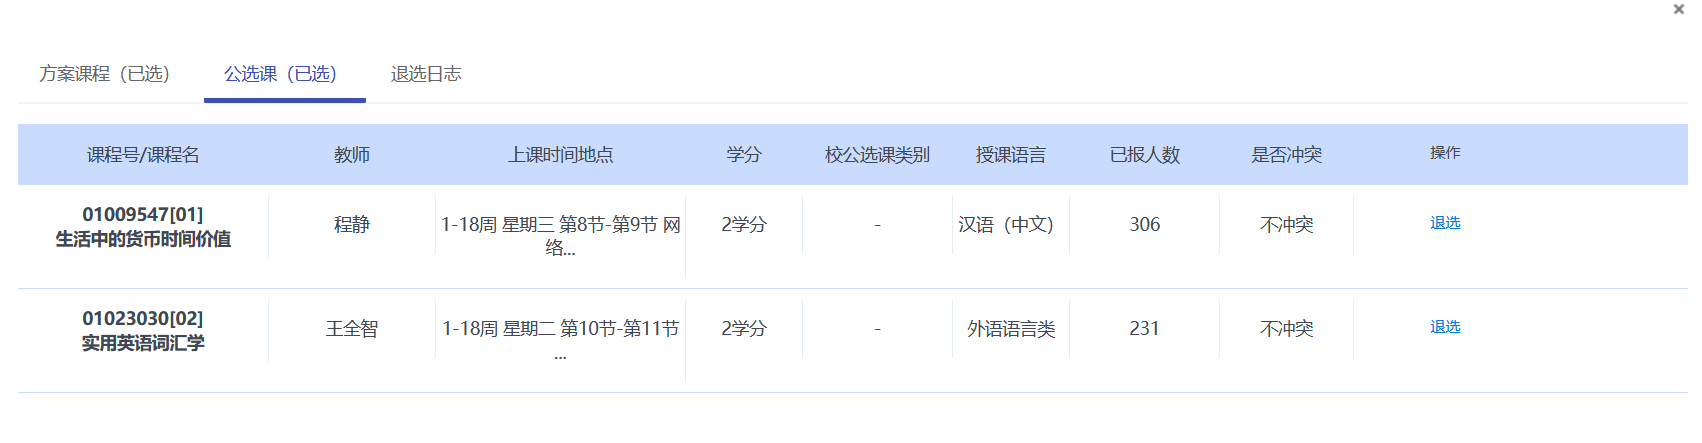 ×
方案课程（已选） 公选课（已选） 退选日志
课程号/课程名 教师 上课时间地点 学分 校公选课类别 授课语言 已报人数 是否冲突 操作
01009547[01]
生活中的货币时间价值
程静
1-18周 星期三 第8节-第9节 网
络...
2学分
-
汉语（中文）
306
不冲突
退选
01023030[02]
实用英语词汇学
王全智
1-18周 星期二 第10节-第11节
...
2学分
-
外语语言类
231
不冲突
退选